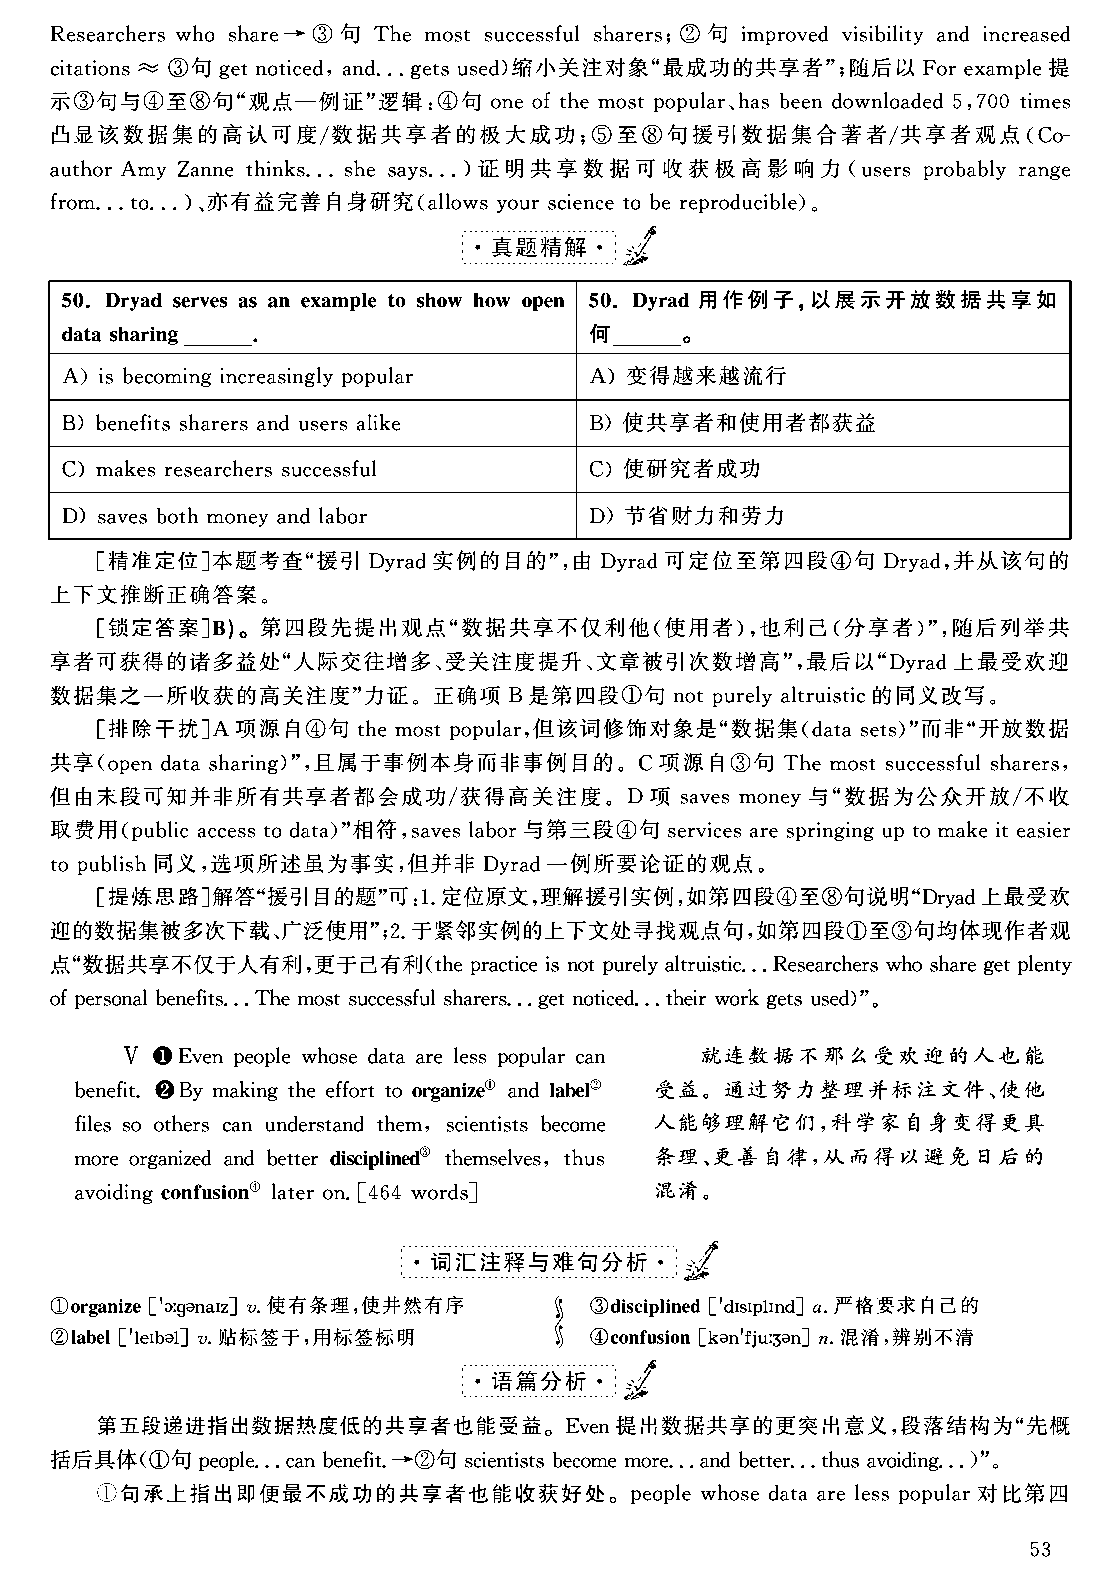 Researchers who share→③句 The most successful sharers;②句 improved visibility and increased
citations ≈ ③句 get noticed, and...gets used)缩小关注对象“最成功的共享者”;随后以 For example 提
示③句与④至⑧句“观点—例证”逻辑:④句 one of the most popular、has been downloaded 5,700 times
凸显该数据集的高认可度/数据共享者的极大成功;⑤至⑧句援引数据集合著者/共享者观点(Co-
author Amy Zanne thinks... she says...)证明共享数据可收获极高影响力(users probably range
from...to...)、亦有益完善自身研究(allows your science to be reproducible)。
·真题精解·
50. Dryad serves as an example to show how open
data sharing ______.
50. Dyrad 用作例子,以展示开放数据共享如
何______。
A) is becoming increasingly popular
A) 变得越来越流行
B) benefits sharers and users alike
B) 使共享者和使用者都获益
C) makes researchers successful
C) 使研究者成功
D) saves both money and labor
D) 节省财力和劳力
[精准定位]本题考查“援引 Dyrad 实例的目的”,由 Dyrad 可定位至第四段④句 Dryad,并从该句的
上下文推断正确答案。
[锁定答案]B)。第四段先提出观点“数据共享不仅利他(使用者),也利己(分享者)”,随后列举共
享者可获得的诸多益处“人际交往增多、受关注度提升、文章被引次数增高”,最后以“Dyrad 上最受欢迎
数据集之一所收获的高关注度”力证。正确项 B 是第四段①句 not purely altruistic 的同义改写。
[排除干扰]A 项源自④句 the most popular,但该词修饰对象是“数据集(data sets)”而非“开放数据
共享(open data sharing)”,且属于事例本身而非事例目的。C 项源自③句 The most successful sharers,
但由末段可知并非所有共享者都会成功/获得高关注度。D 项 saves money 与“数据为公众开放/不收
取费用(public access to data)”相符,saves labor 与第三段④句 services are springing up to make it easier
to publish 同义,选项所述虽为事实,但并非 Dyrad 一例所要论证的观点。
[提炼思路]解答“援引目的题”可:1.定位原文,理解援引实例,如第四段④至⑧句说明“Dryad 上最受欢
迎的数据集被多次下载、广泛使用”;2.于紧邻实例的上下文处寻找观点句,如第四段①至③句均体现作者观
点“数据共享不仅于人有利,更于己有利(the practice is not purely altruistic...Researchers who share get plenty
of personal benefits...The most successful sharers...get noticed...their work gets used)”。
Ⅴ ❶Even people whose data are less popular can
benefit. ❷By making the effort to organize① and label②
files so others can understand them, scientists become
more organized and better disciplined③ themselves, thus
avoiding confusion④ later on.[464 words]
就连数据不那么受欢迎的人也能
受益。通过努力整理并标注文件、使他
人能够理解它们,科学家自身变得更具
条理、更善自律,从而得以避免日后的
混淆。
·词汇注释与难句分析·
①organize [ˈɔːɡənaɪz] v. 使有条理,使井然有序
②label [ˈleɪbəl] v. 贴标签于,用标签标明
③disciplined [ˈdɪsɪplɪnd] a. 严格要求自己的
④confusion [kənˈfjuːʒən] n. 混淆,辨别不清
·语篇分析·
第五段递进指出数据热度低的共享者也能受益。Even 提出数据共享的更突出意义,段落结构为“先概
括后具体(①句 people...can benefit.→②句 scientists become more...and better...thus avoiding...)”。
①句承上指出即便最不成功的共享者也能收获好处。people whose data are less popular 对比第四
53